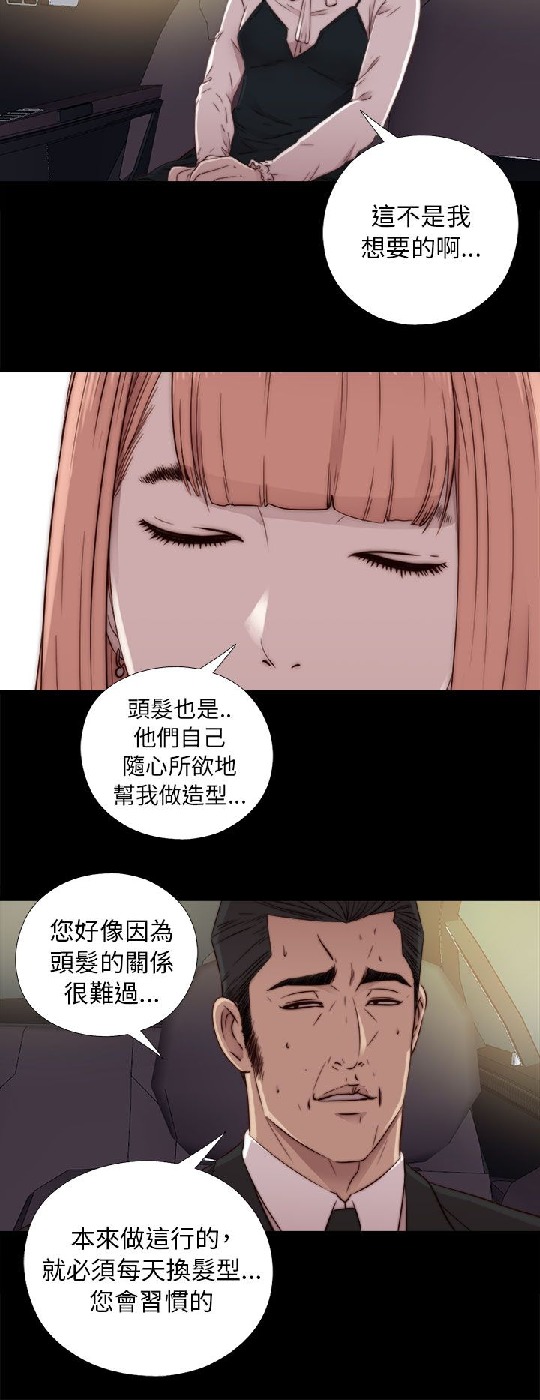 這不是我
想要的啊...
頭髮也是..
他們自己
隨心所欲地
幫我做造型...
您好像因為
頭髮的關係
很難過...
本來做這行的,
就必須每天換髮型...
您會習慣的